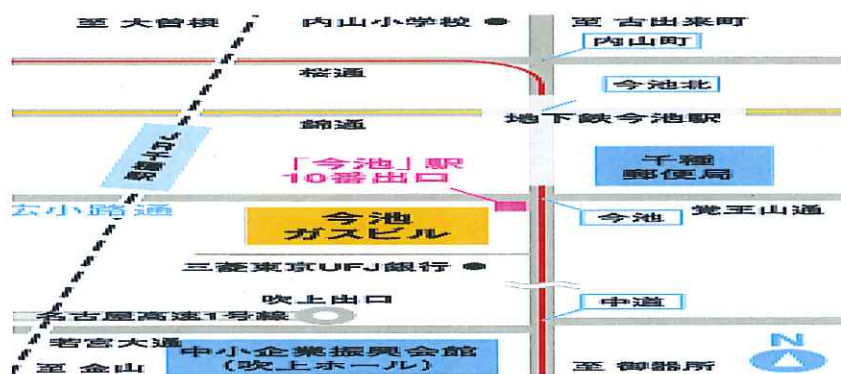 至 大曽根
内山小学校
至 古出来町
内山町
桜通
今池北
錦通
地下鉄今池駅
「今池」駅
10番出口
千種
郵便局
広小路通
今池
ガスビル
今池
覚王山通
三菱東京UFJ銀行
吹上出口
名古屋高速1号線
中道
若宮大通
中小企業振興会館
(吹上ホール)
至 金山
至 御器所
N